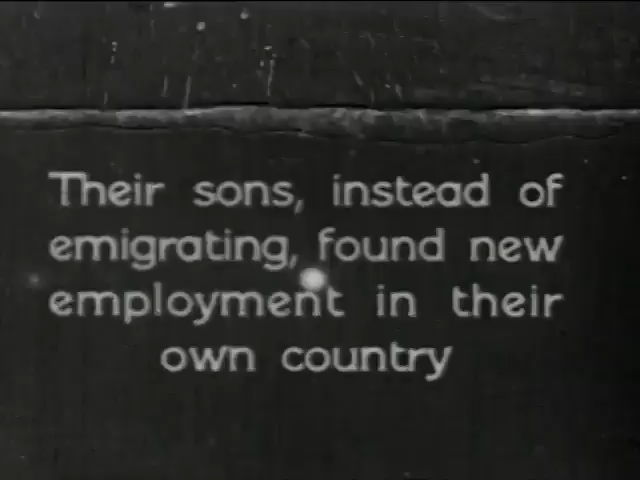 Their sons, instead of
emigrating, found new
employment in their
own country